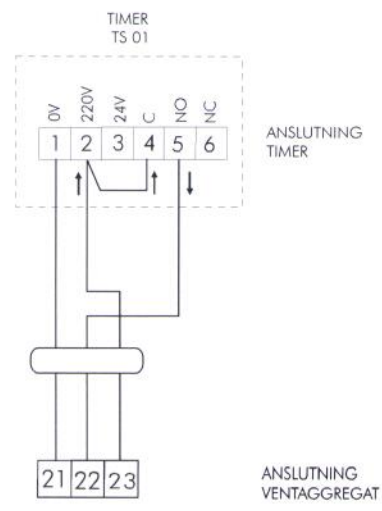 TIMER
TS 01
0V 220V 24V C NO NC
1 2 3 4 5 6
ANSLUTNING
TIMER
21 22 23
ANSLUTNING
VENTAGGREGAT